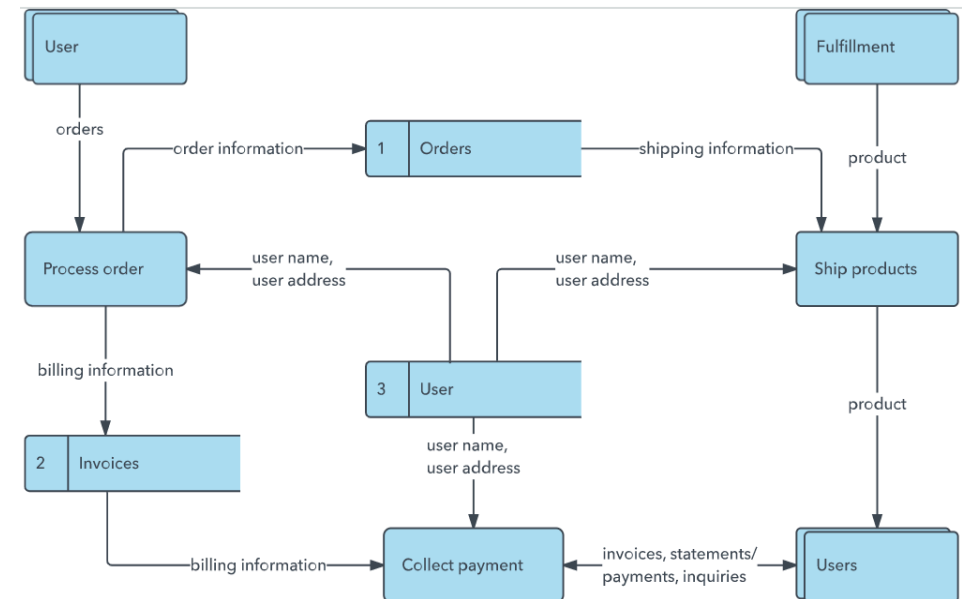 User
Fulfillment
orders
order information
1
Orders
shipping information
product
Process order
user name,
user address
user name,
user address
Ship products
billing information
3
User
product
2
Invoices
user name,
user address
billing information
Collect payment
invoices, statements/
payments, inquiries
Users